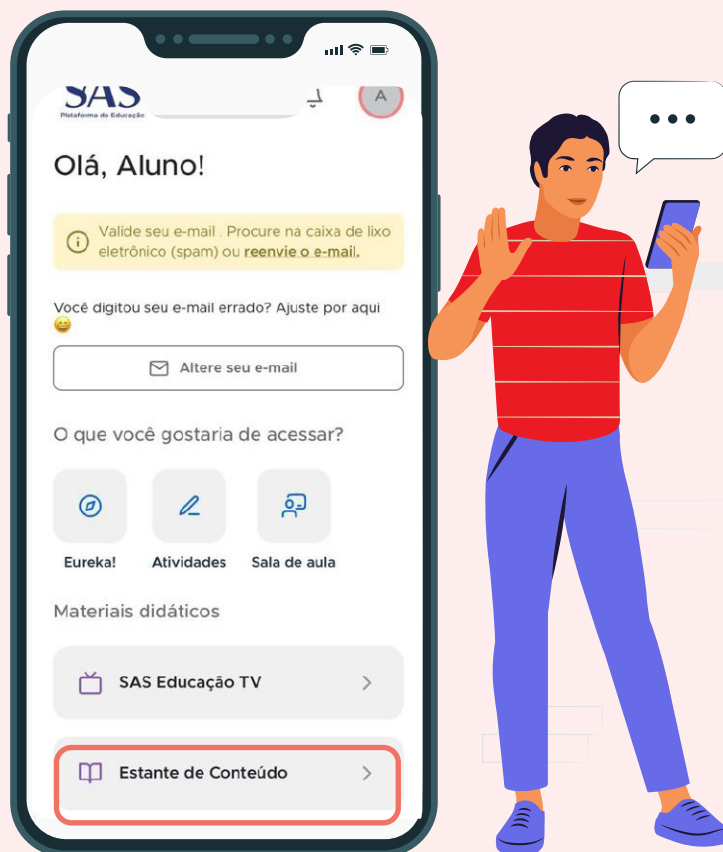 SAS
Plataforma de Educação
A
Olá, Aluno!
Valide seu e-mail . Procure na caixa de lixo
eletrônico (spam) ou reenvie o e-mail.
Você digitou seu e-mail errado? Ajuste por aqui
😄
Altere seu e-mail
O que você gostaria de acessar?
Eureka!
Atividades
Sala de aula
Materiais didáticos
SAS Educação TV
Estante de Conteúdo